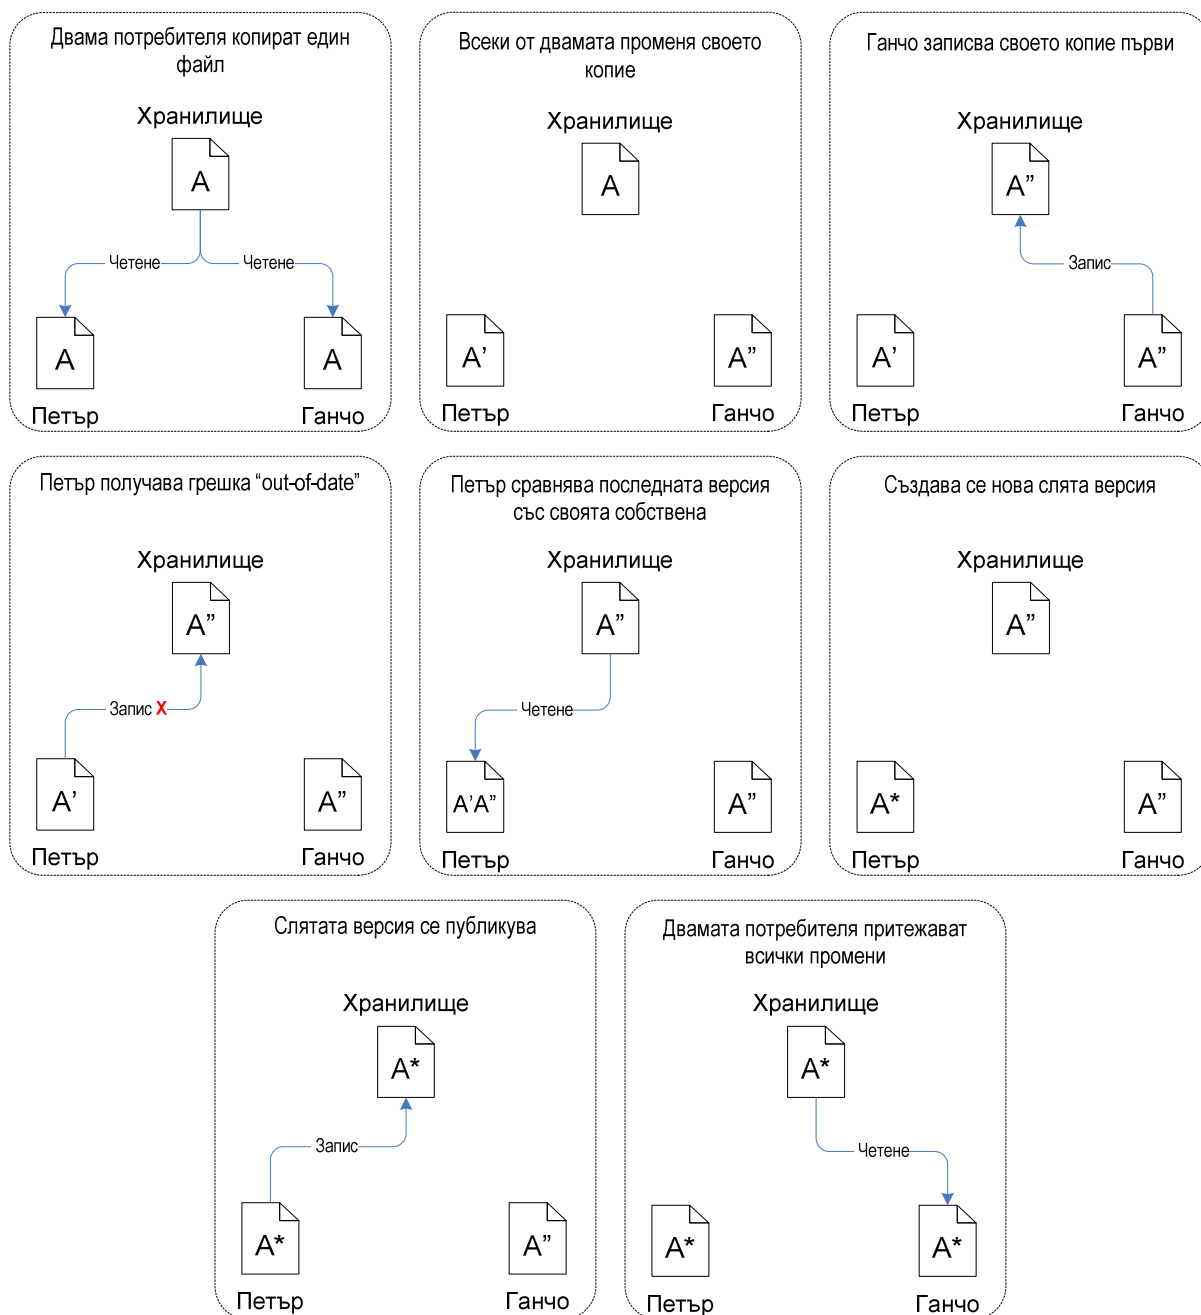 Двама потребителя копират един
файл
Хранилище
A
Четене
Четене
A
A
Петър
Ганчо
Всеки от двамата променя своето
копие
Хранилище
A
A’
A”
Петър
Ганчо
Ганчо записва своето копие първи
Хранилище
A”
Запис
A’
A”
Петър
Ганчо
Петър получава грешка “out-of-date”
Хранилище
A”
Запис X
A’
A”
Петър
Ганчо
Петър сравнява последната версия
със своята собствена
Хранилище
A”
Четене
A’A”
A”
Петър
Ганчо
Създава се нова слята версия
Хранилище
A”
A*
A”
Петър
Ганчо
Слятата версия се публикува
Хранилище
A*
Запис
A*
A”
Петър
Ганчо
Двамата потребителя притежават
всички промени
Хранилище
A*
Четене
A*
A*
Петър
Ганчо